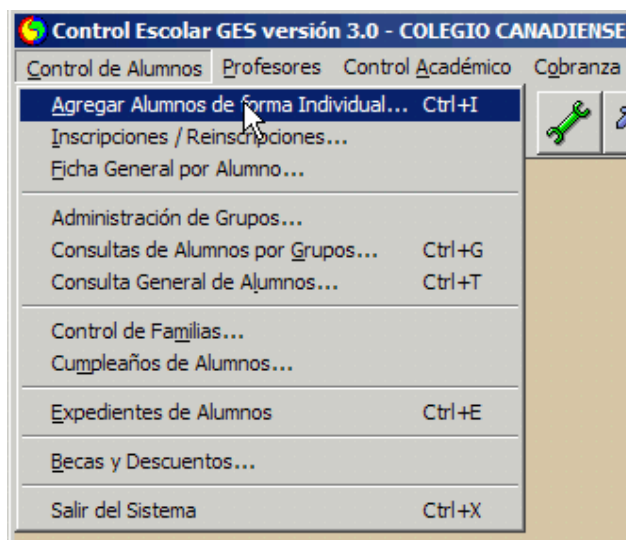 Control Escolar GES versión 3.0 - COLEGIO CANADIENSE
Control de Alumnos Profesores Control Académico Cobranza
Agregar Alumnos de forma Individual... Ctrl+I
Inscripciones / Reinscripciones...
Ficha General por Alumno...
Administración de Grupos...
Consultas de Alumnos por Grupos... Ctrl+G
Consulta General de Alumnos... Ctrl+T
Control de Familias...
Cumpleaños de Alumnos...
Expedientes de Alumnos Ctrl+E
Becas y Descuentos...
Salir del Sistema Ctrl+X